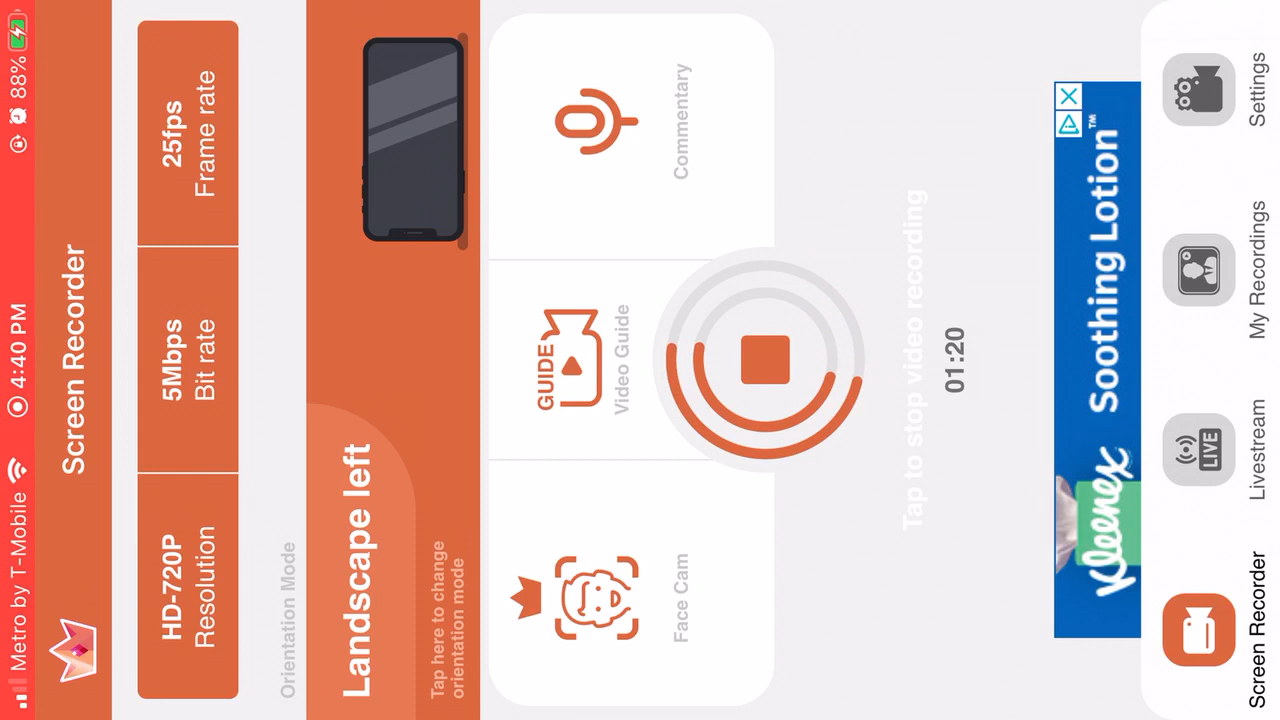 Metro by T-Mobile
4:40 PM
88%
Screen Recorder
HD-720P
Resolution
5Mbps
Bit rate
25fps
Frame rate
Orientation Mode
Landscape left
Tap here to change
orientation mode
Face Cam
GUIDE
Video Guide
Commentary
Tap to stop video recording
01:20
Kleenex Soothing Lotion™
Screen Recorder
LIVE
Livestream
My Recordings
Settings